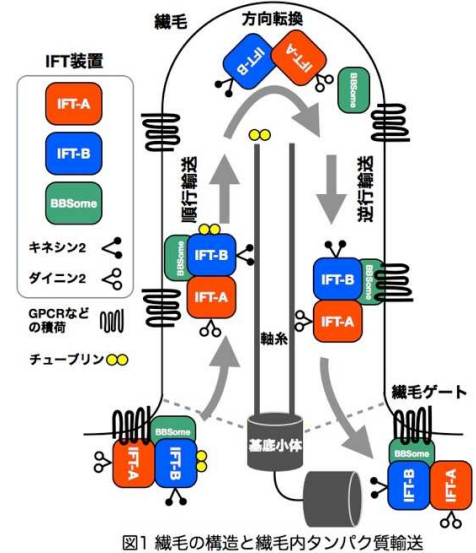 繊毛
方向転換
IFT装置
IFT-A
IFT-B
BBSome
キネシン2
ダイニン2
GPCRなど
の積荷
チューブリン
IFT-B
IFT-A
BBSome
順行輸送
逆行輸送
BBSome
IFT-B
IFT-A
IFT-B
BBSome
IFT-A
軸糸
繊毛ゲート
BBSome
IFT-A
IFT-B
基底小体
BBSome
IFT-B
IFT-A
図1 繊毛の構造と繊毛内タンパク質輸送